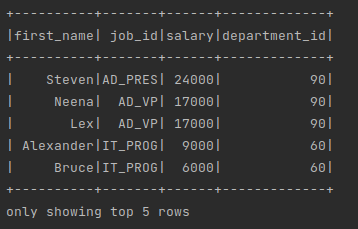 +----------+-------+------+-------------+
|first_name| job_id|salary|department_id|
+----------+-------+------+-------------+
|    Steven|AD_PRES| 24000|           90|
|     Neena|  AD_VP| 17000|           90|
|       Lex|  AD_VP| 17000|           90|
| Alexander|IT_PROG|  9000|           60|
|     Bruce|IT_PROG|  6000|           60|
+----------+-------+------+-------------+
only showing top 5 rows